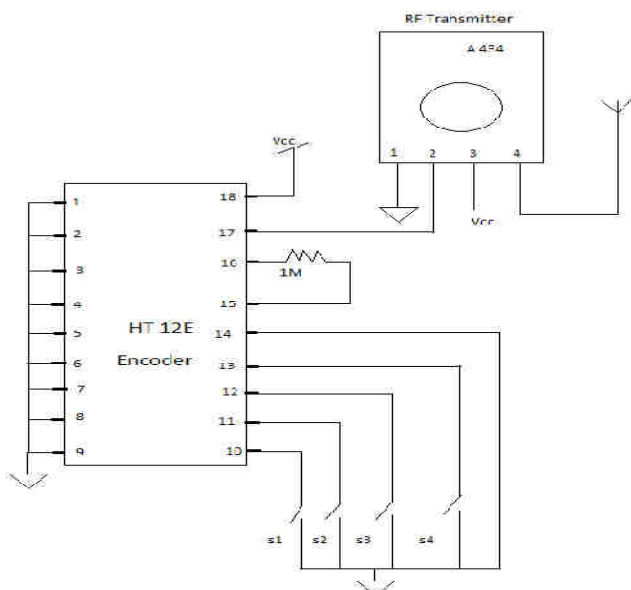 RF Transmitter
A 434
1 2 3 4
Vcc
Vcc
1 18
2 17
3 16
1M
4 15
5 14
HT 12E
Encoder
6 13
7 12
8 11
9 10
s1 s2 s3 s4